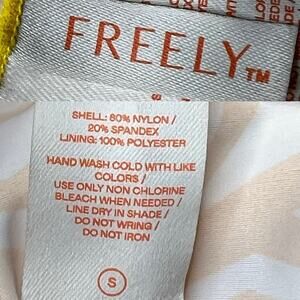 FREELY™
S
SHELL: 80% NYLON /
20% SPANDEX
LINING: 100% POLYESTER
HAND WASH COLD WITH LIKE
COLORS /
USE ONLY NON CHLORINE
BLEACH WHEN NEEDED /
LINE DRY IN SHADE /
DO NOT WRING /
DO NOT IRON
S